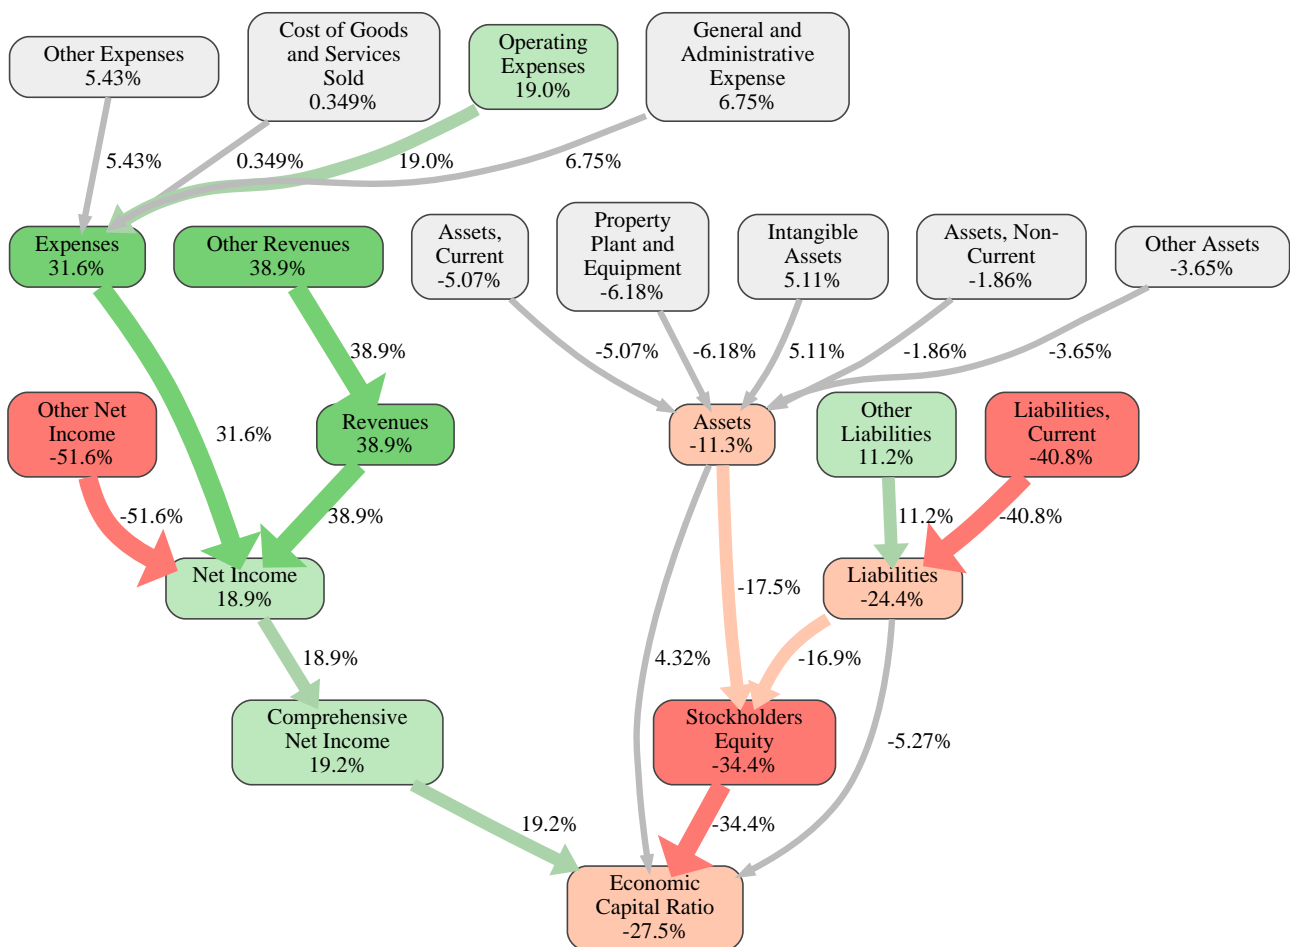 Other Expenses
5.43%
Cost of Goods
and Services
Sold
0.349%
Operating
Expenses
19.0%
General and
Administrative
Expense
6.75%
5.43%
0.349%
19.0%
6.75%
Expenses
31.6%
Other Revenues
38.9%
Assets,
Current
-5.07%
Property
Plant and
Equipment
-6.18%
Intangible
Assets
5.11%
Assets, Non-
Current
-1.86%
Other Assets
-3.65%
38.9%
-5.07%
-6.18%
5.11%
-1.86%
-3.65%
Other Net
Income
-51.6%
31.6%
Revenues
38.9%
Assets
-11.3%
Other
Liabilities
11.2%
Liabilities,
Current
-40.8%
-51.6%
38.9%
11.2%
-40.8%
Net Income
18.9%
-17.5%
Liabilities
-24.4%
18.9%
4.32%
-16.9%
Comprehensive
Net Income
19.2%
Stockholders
Equity
-34.4%
-5.27%
19.2%
-34.4%
Economic
Capital Ratio
-27.5%